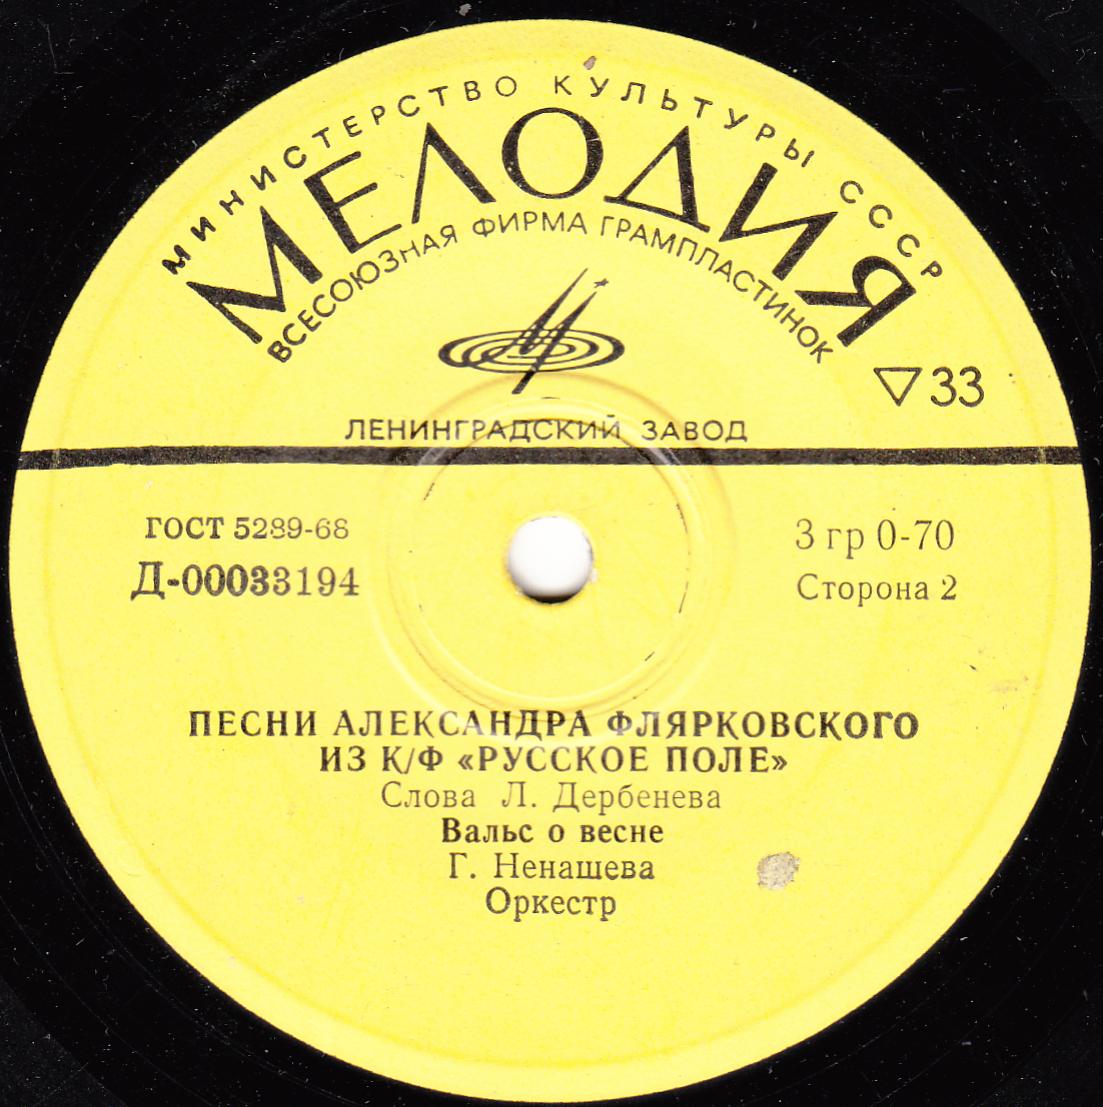 МИНИСТЕРСТВО КУЛЬТУРЫ СССР
МЕЛОДИЯ
ВСЕСОЮЗНАЯ ФИРМА ГРАМПЛАСТИНОК
▽33
ЛЕНИНГРАДСКИЙ ЗАВОД
ГОСТ 5289-68
Д-00033194
3 гр 0-70
Сторона 2
ПЕСНИ АЛЕКСАНДРА ФЛЯРКОВСКОГО
ИЗ К/Ф «РУССКОЕ ПОЛЕ»
Слова Л. Дербенева
Вальс о весне
Г. Ненашева
Оркестр